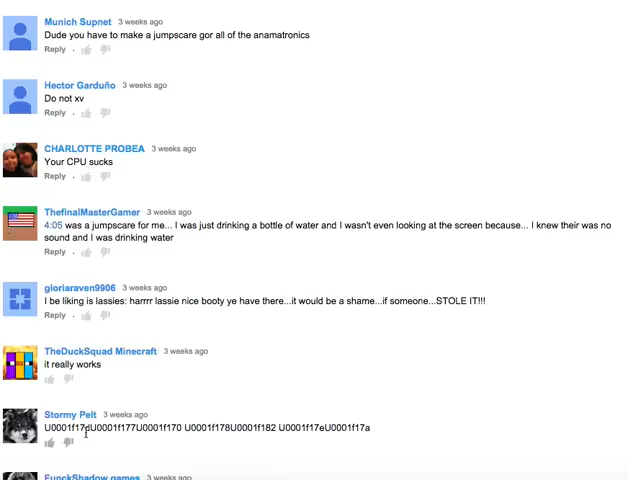 Munich Supnet 3 weeks ago
Dude you have to make a jumpscare gor all of the anamatronics
Reply .
Hector Garduño 3 weeks ago
Do not xv
Reply .
CHARLOTTE PROBEA 3 weeks ago
Your CPU sucks
Reply .
ThefinalMasterGamer 3 weeks ago
4:05 was a jumpscare for me... I was just drinking a bottle of water and I wasn't even looking at the screen because... I knew their was no
sound and I was drinking water
Reply .
gloriaraven9906 3 weeks ago
I be liking is lassies: harrrr lassie nice booty ye have there...it would be a shame...if someone...STOLE IT!!!
Reply .
TheDuckSquad Minecraft 3 weeks ago
it really works
Stormy Pelt 3 weeks ago
U0001f17dU0001f177U0001f170 U0001f178U0001f182 U0001f17eU0001f17a
FunckShadow games 3 weeks ago